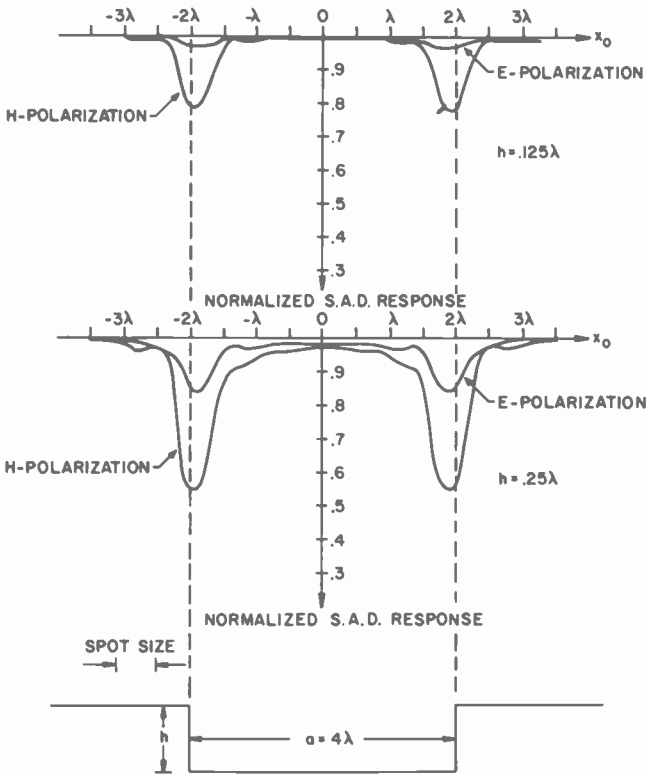 -3λ -2λ -λ 0 λ 2λ 3λ x₀
E-POLARIZATION
H-POLARIZATION
.9
.8
.7
.6
.5
.4
.3
h = .125λ
NORMALIZED S.A.D. RESPONSE
-3λ -2λ -λ 0 λ 2λ 3λ x₀
E-POLARIZATION
H-POLARIZATION
.9
.8
.7
.6
.5
.4
.3
h = .25λ
NORMALIZED S.A.D. RESPONSE
SPOT SIZE
h
a = 4λ